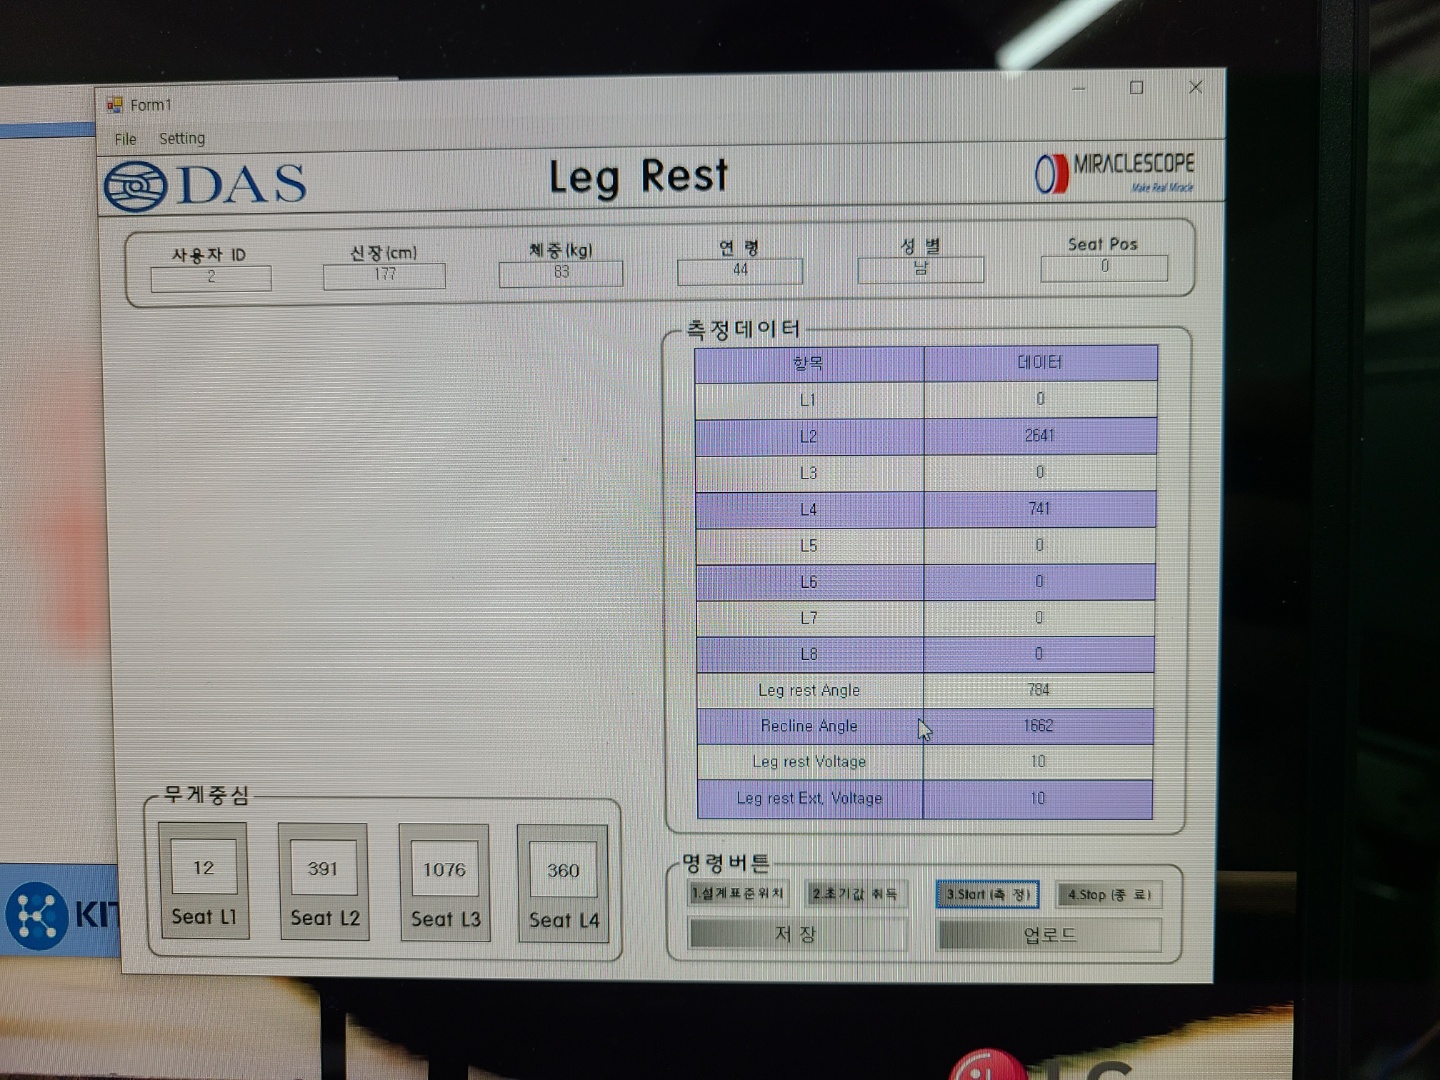 Form1
File Setting
DAS
Leg Rest
MIRACLESCOPE
Make Real Miracle
사용자 ID 신장(cm) 체중(kg) 연 령 성 별 Seat Pos
2 177 83 44 남 0
측정데이터
항목 데이터
L1 0
L2 2641
L3 0
L4 741
L5 0
L6 0
L7 0
L8 0
Leg rest Angle 784
Recline Angle 1662
Leg rest Voltage 10
Leg rest Ext. Voltage 10
무게중심
12 391 1076 360
Seat L1 Seat L2 Seat L3 Seat L4
명령버튼
1.설계표준위치 2.초기값 취득 3.Start (측 정) 4.Stop (종 료)
저 장 업로드
KIT
LG